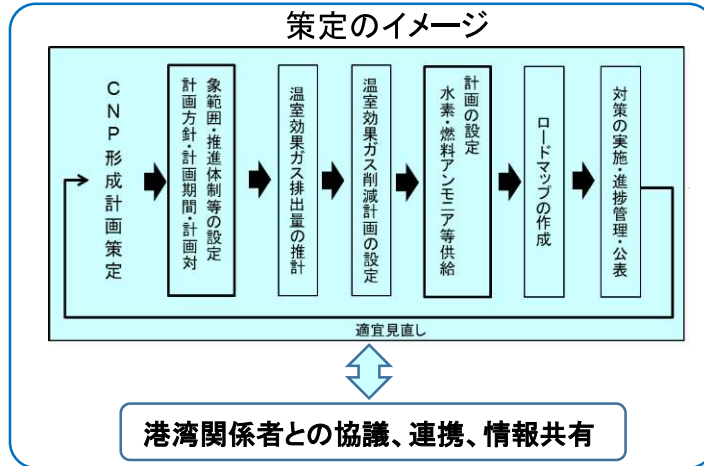 策定のイメージ
CNP形成計画策定
計画方針・計画期間・計画対
象範囲・推進体制等の設定
温室効果ガス排出量の推計
温室効果ガス削減計画の設定
水素・燃料アンモニア等供給
計画の設定
ロードマップの作成
対策の実施・進捗管理・公表
適宜見直し
港湾関係者との協議、連携、情報共有